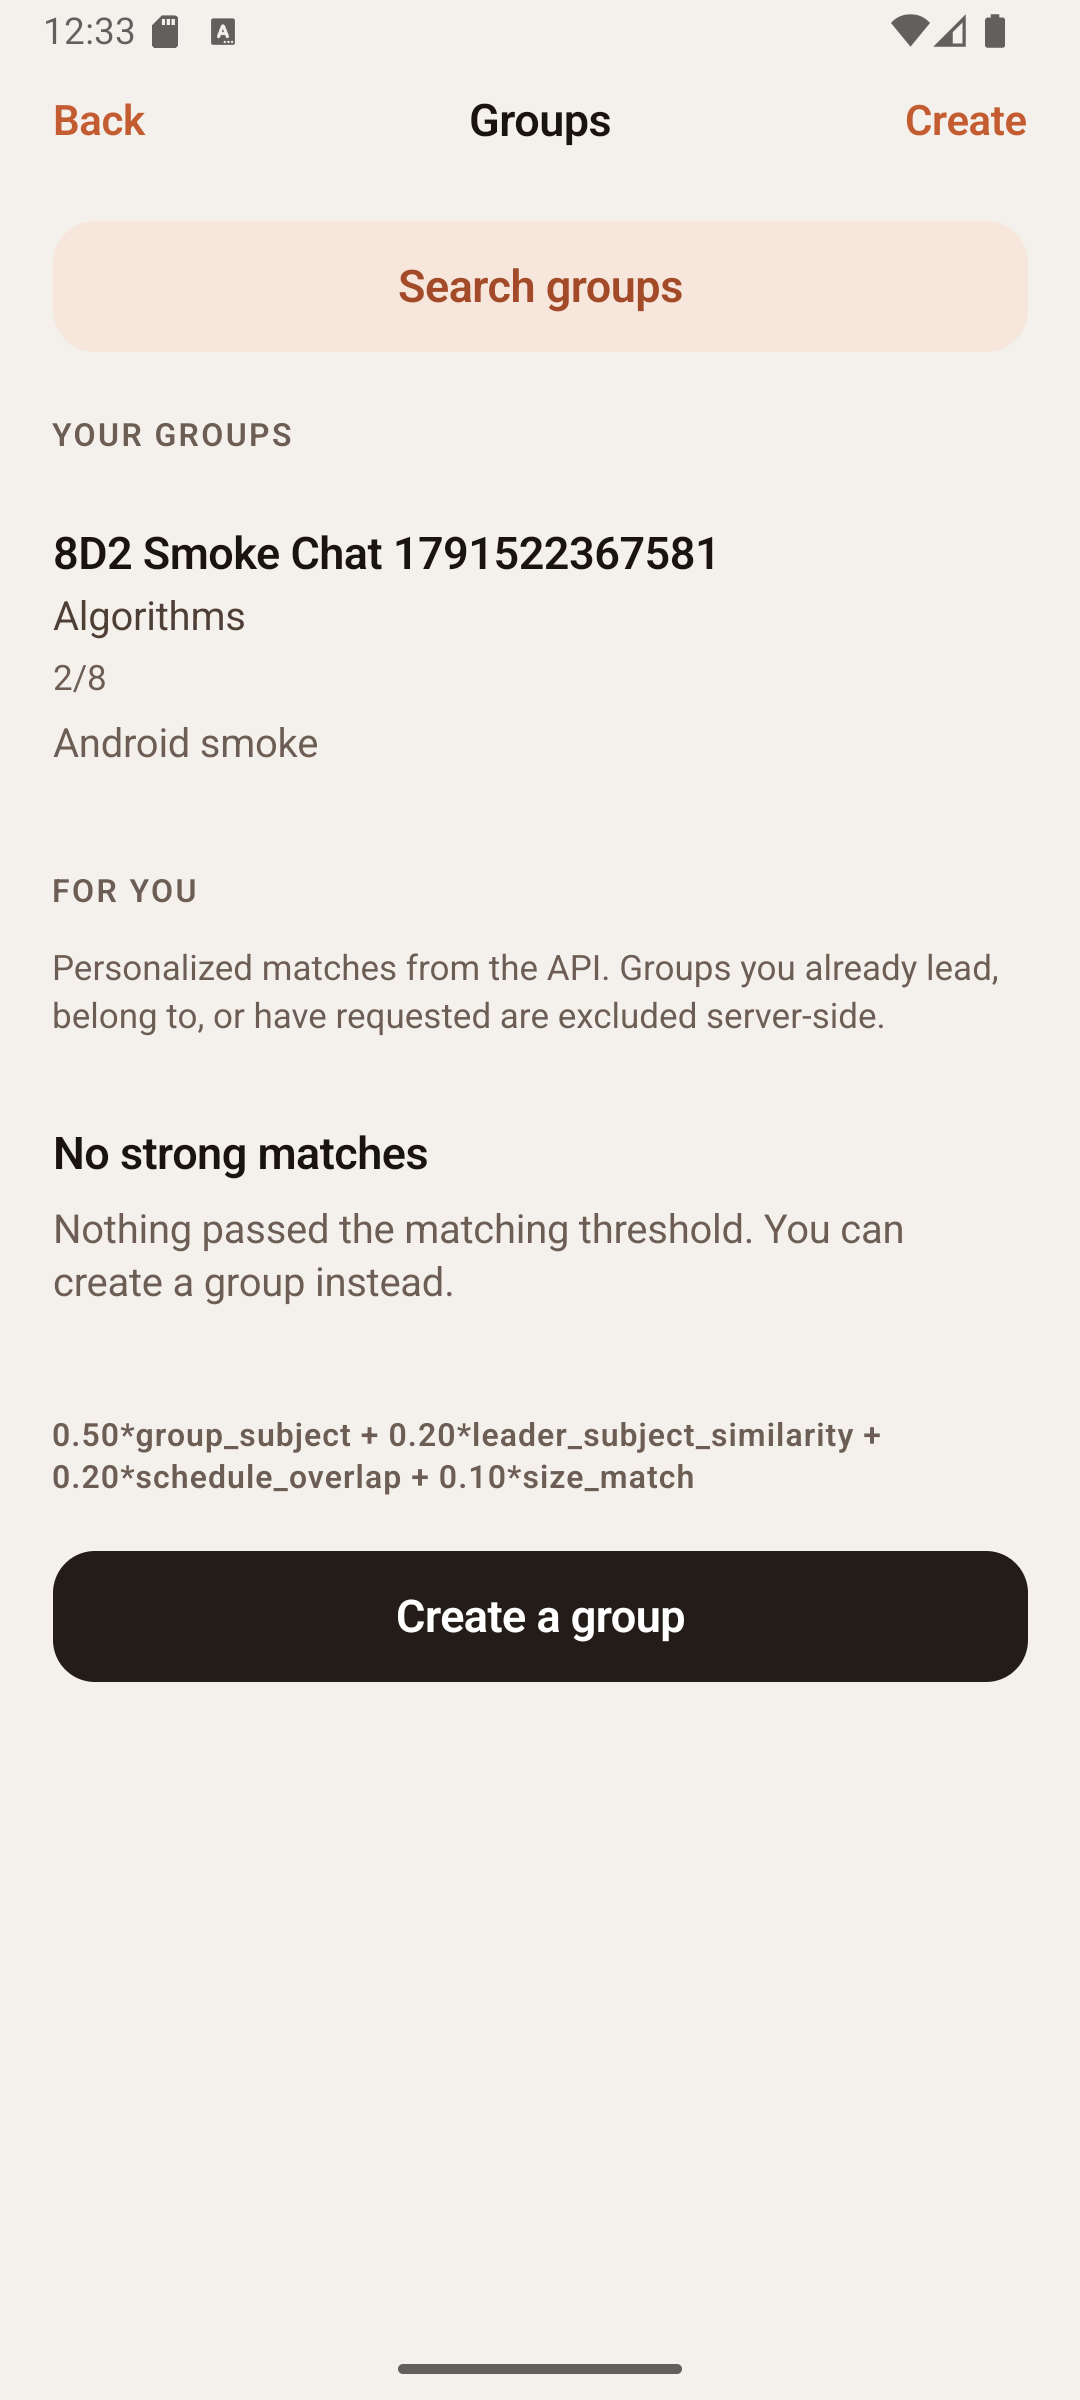 12:33
Back
Groups
Create
Search groups
YOUR GROUPS
8D2 Smoke Chat 1791522367581
Algorithms
2/8
Android smoke
FOR YOU
Personalized matches from the API. Groups you already lead,
belong to, or have requested are excluded server-side.
No strong matches
Nothing passed the matching threshold. You can
create a group instead.
0.50*group_subject + 0.20*leader_subject_similarity +
0.20*schedule_overlap + 0.10*size_match
Create a group